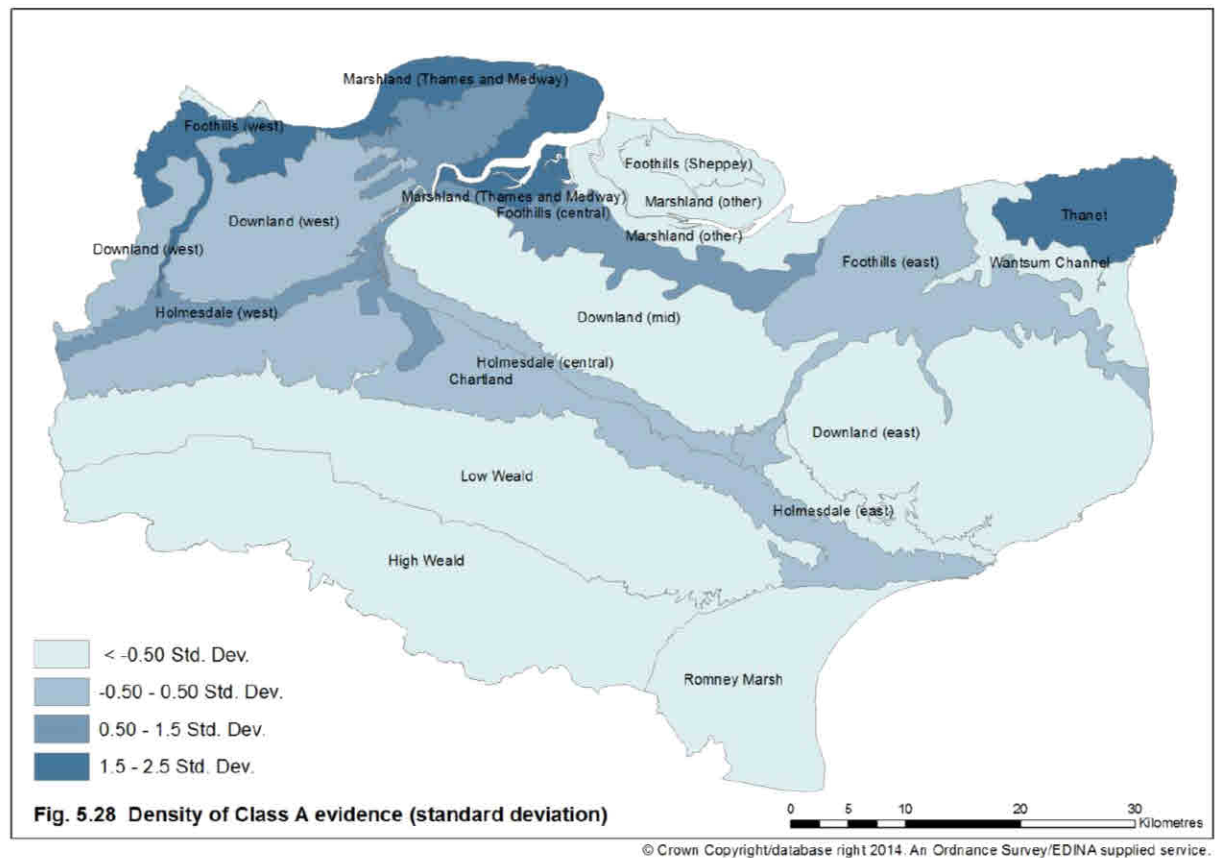 Marshland (Thames and Medway)
Foothills (west)
Foothills (Sheppey)
Marshland (Thames and Medway)
Marshland (other)
Foothills (central)
Thanet
Downland (west)
Marshland (other)
Downland (west)
Foothills (east)
Wantsum Channel
Holmesdale (west)
Downland (mid)
Holmesdale (central)
Chartland
Downland (east)
Low Weald
Holmesdale (east)
High Weald
Romney Marsh
< -0.50 Std. Dev.
-0.50 - 0.50 Std. Dev.
0.50 - 1.5 Std. Dev.
1.5 - 2.5 Std. Dev.
Fig. 5.28 Density of Class A evidence (standard deviation)
0 5 10 20 30
Kilometres
© Crown Copyright/database right 2014. An Ordnance Survey/EDINA supplied service.